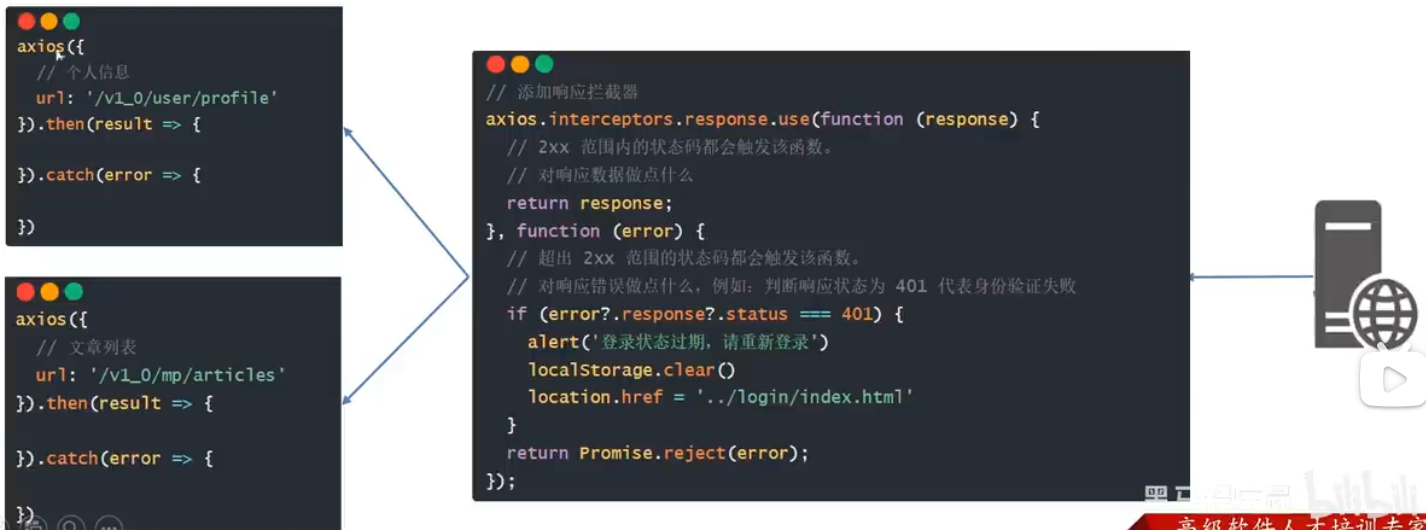 axios({
  // 个人信息
  url: '/v1_0/user/profile'
}).then(result => {
}).catch(error => {
})
axios({
  // 文章列表
  url: '/v1_0/mp/articles'
}).then(result => {
}).catch(error => {
})
// 添加响应拦截器
axios.interceptors.response.use(function (response) {
  // 2xx 范围内的状态码都会触发该函数。
  // 对响应数据做点什么
  return response;
}, function (error) {
  // 超出 2xx 范围的状态码都会触发该函数。
  // 对响应错误做点什么，例如：判断响应状态为 401 代表身份验证失败
  if (error?.response?.status === 401) {
    alert('登录状态过期，请重新登录')
    localStorage.clear()
    location.href = '../login/index.html'
  }
  return Promise.reject(error);
});
bilibili
高级软件人才培训专家